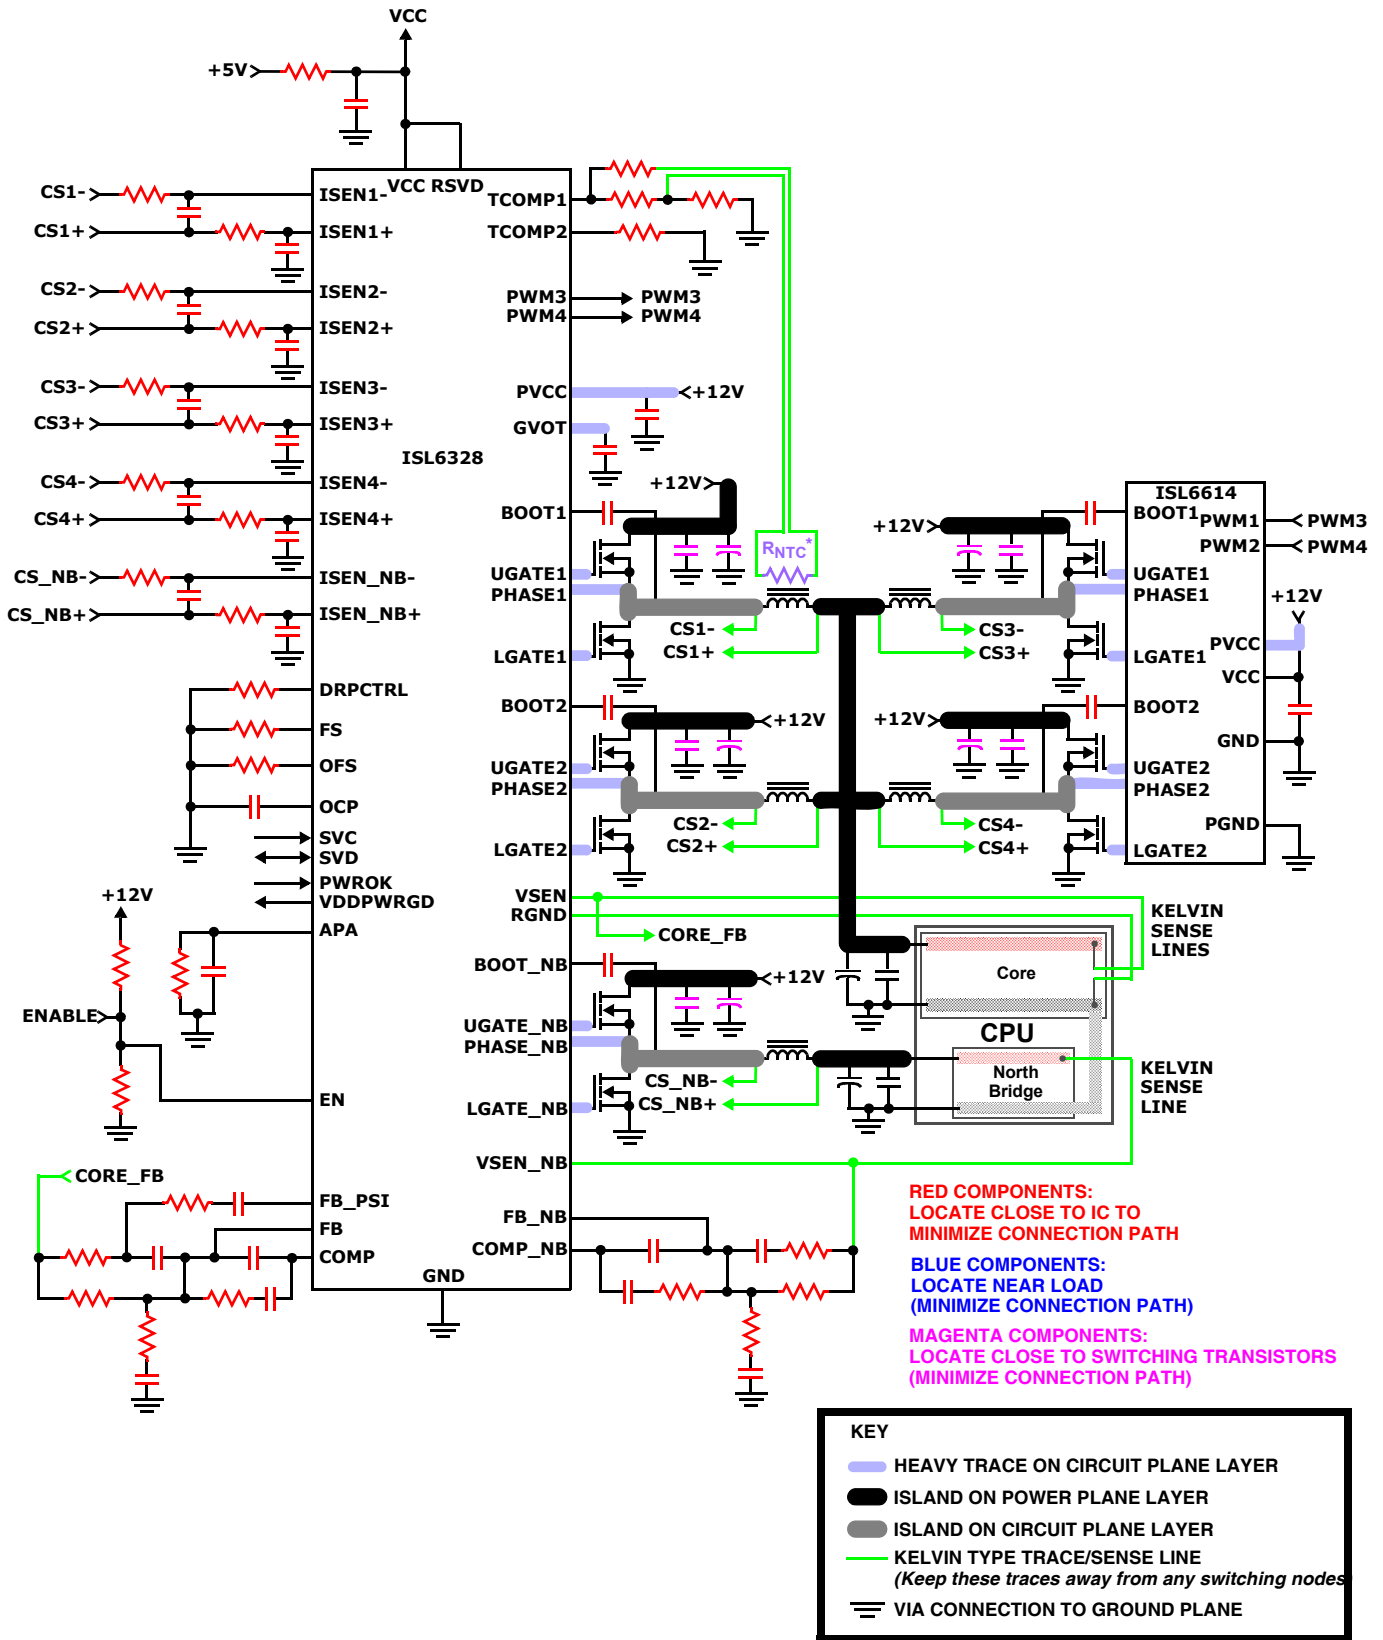 VCC
+5V
VCC RSVD
CS1-
ISEN1-
CS1+
ISEN1+
CS2-
ISEN2-
CS2+
ISEN2+
CS3-
ISEN3-
CS3+
ISEN3+
ISL6328
CS4-
ISEN4-
CS4+
ISEN4+
CS_NB-
ISEN_NB-
CS_NB+
ISEN_NB+
DRPCTRL
FS
OFS
OCP
SVC
SVD
PWROK
VDDPWRGD
+12V
APA
ENABLE
EN
CORE_FB
FB_PSI
FB
COMP
GND
TCOMP1
TCOMP2
PWM3
PWM3
PWM4
PWM4
PVCC
+12V
GVOT
+12V
BOOT1
UGATE1
PHASE1
LGATE1
RNTC*
CS1-
CS1+
BOOT2
+12V
UGATE2
PHASE2
LGATE2
CS2-
CS2+
VSEN
RGND
CORE_FB
BOOT_NB
+12V
UGATE_NB
PHASE_NB
LGATE_NB
CS_NB-
CS_NB+
VSEN_NB
FB_NB
COMP_NB
ISL6614
+12V
BOOT1
PWM1
PWM3
PWM2
PWM4
UGATE1
PHASE1
+12V
CS3-
CS3+
LGATE1
PVCC
VCC
BOOT2
+12V
GND
UGATE2
PHASE2
CS4-
CS4+
PGND
LGATE2
KELVIN
SENSE
LINES
Core
CPU
North
Bridge
KELVIN
SENSE
LINE
RED COMPONENTS:
LOCATE CLOSE TO IC TO
MINIMIZE CONNECTION PATH
BLUE COMPONENTS:
LOCATE NEAR LOAD
(MINIMIZE CONNECTION PATH)
MAGENTA COMPONENTS:
LOCATE CLOSE TO SWITCHING TRANSISTORS
(MINIMIZE CONNECTION PATH)
KEY
HEAVY TRACE ON CIRCUIT PLANE LAYER
ISLAND ON POWER PLANE LAYER
ISLAND ON CIRCUIT PLANE LAYER
KELVIN TYPE TRACE/SENSE LINE
(Keep these traces away from any switching nodes)
VIA CONNECTION TO GROUND PLANE